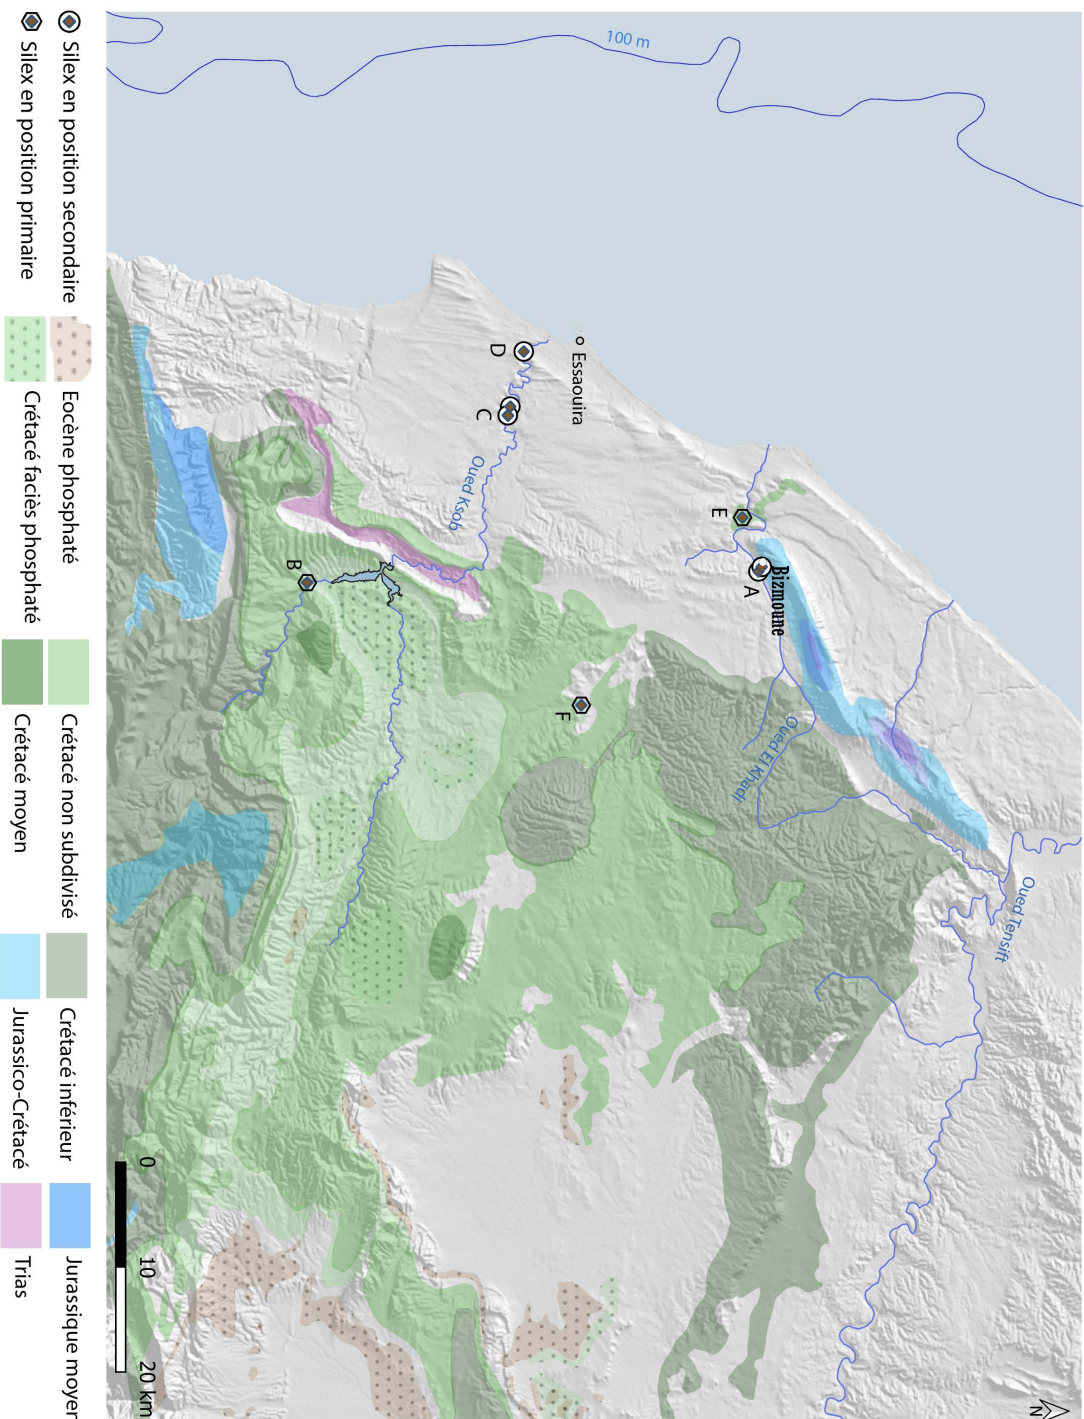 100 m
Essaouira
D
C
Oued Ksob
E
A
Bizmoune
B
F
Oued El Khadr
Oued Tensift
N
0
10
20 km
Silex en position secondaire
Silex en position primaire
Eocène phosphaté
Crétacé faciès phosphaté
Crétacé non subdivisé
Crétacé moyen
Crétacé inférieur
Jurassico-Crétacé
Jurassique moyen
Trias